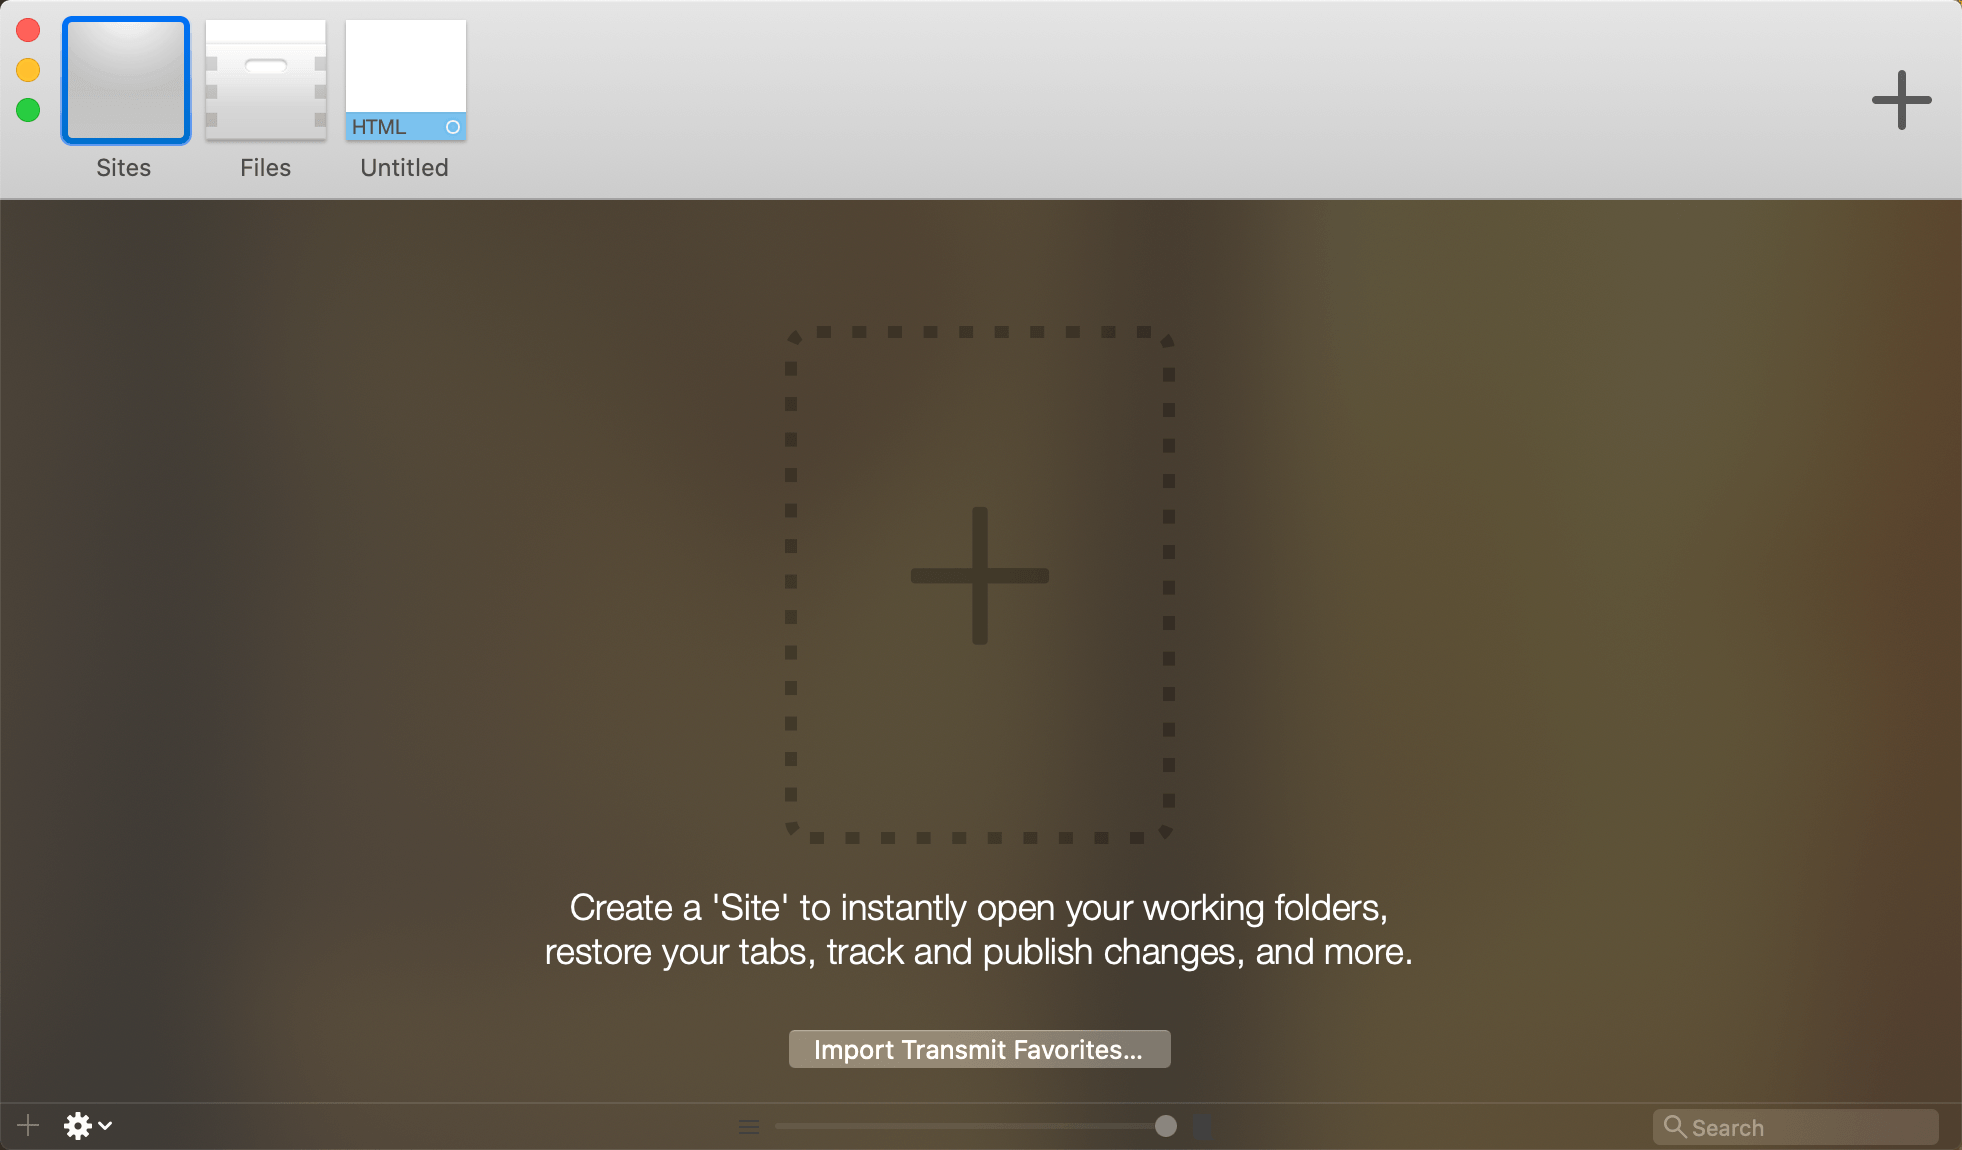 HTML
Sites
Files
Untitled
Create a 'Site' to instantly open your working folders,
restore your tabs, track and publish changes, and more.
Import Transmit Favorites...
Search